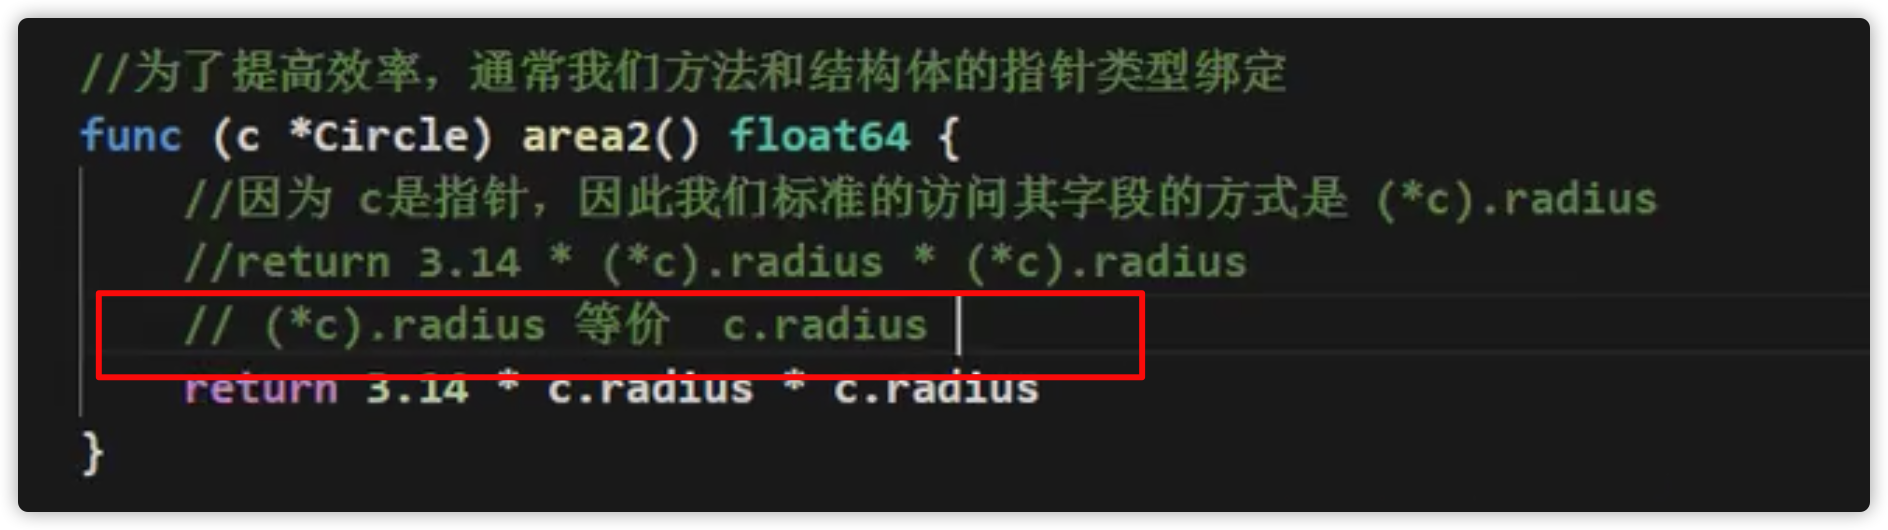 //为了提高效率，通常我们方法和结构体的指针类型绑定
func (c *Circle) area2() float64 {
//因为 c是指针，因此我们标准的访问其字段的方式是 (*c).radius
//return 3.14 * (*c).radius * (*c).radius
// (*c).radius 等价  c.radius
return 3.14 * c.radius * c.radius
}